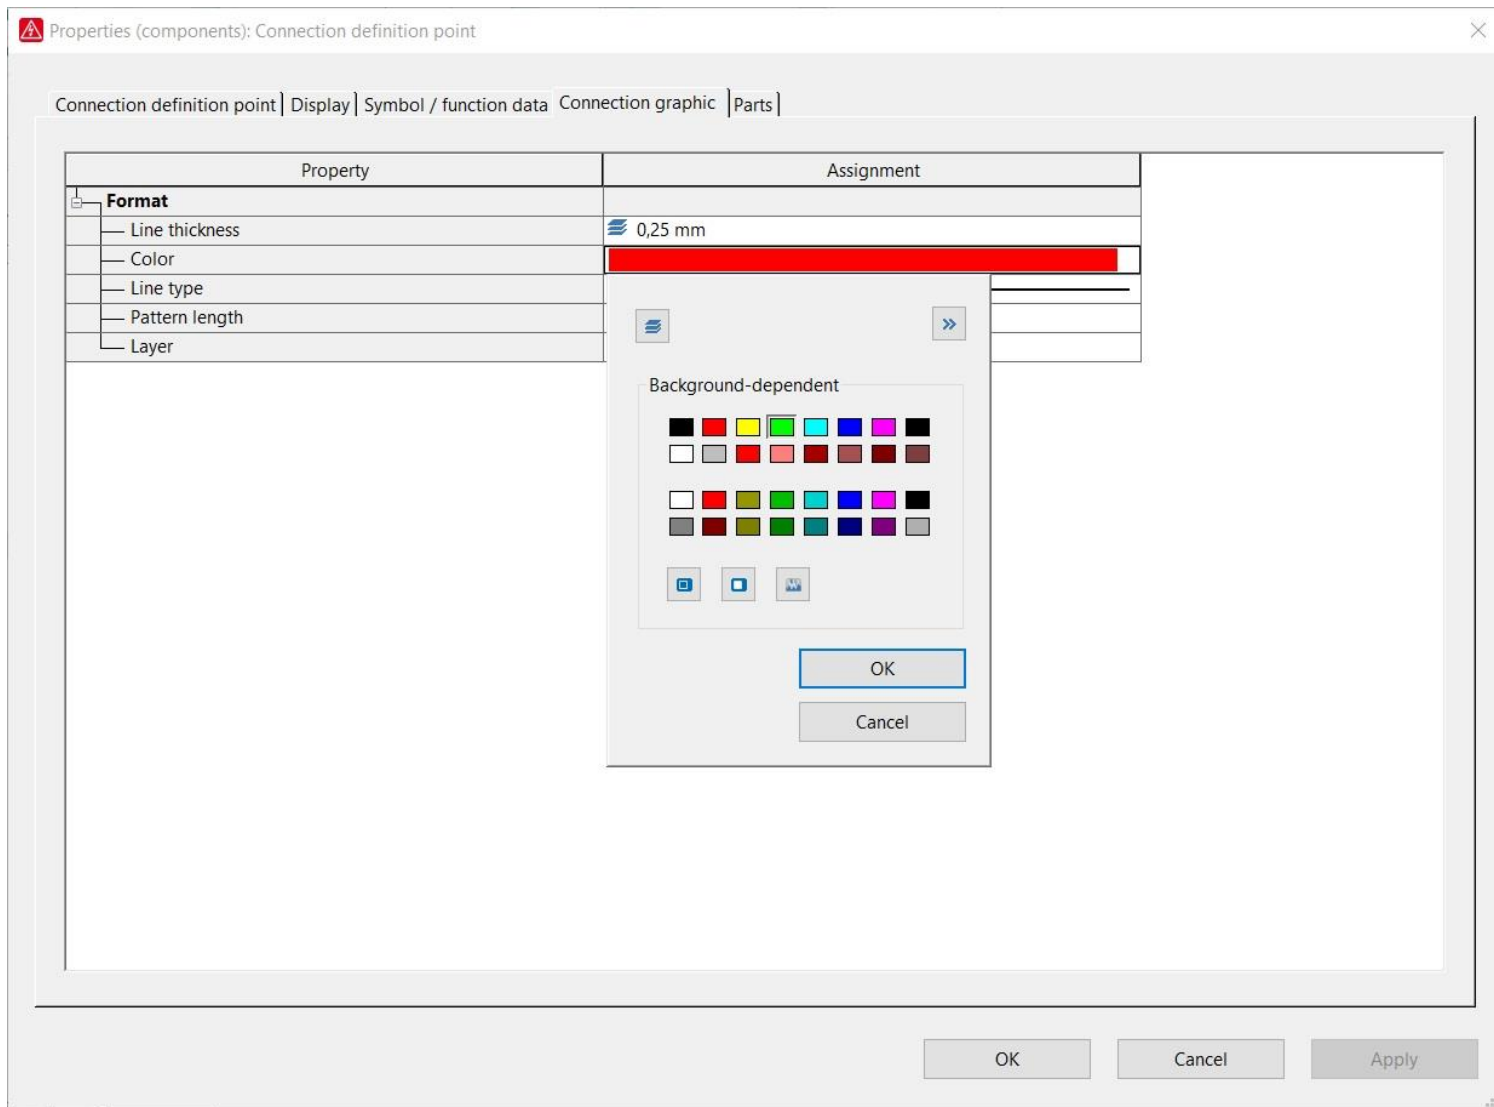 Properties (components): Connection definition point
Connection definition point Display Symbol / function data Connection graphic Parts
Property Assignment
Format
Line thickness 0,25 mm
Color
Line type
Pattern length
Layer
Background-dependent
OK
Cancel
OK Cancel Apply